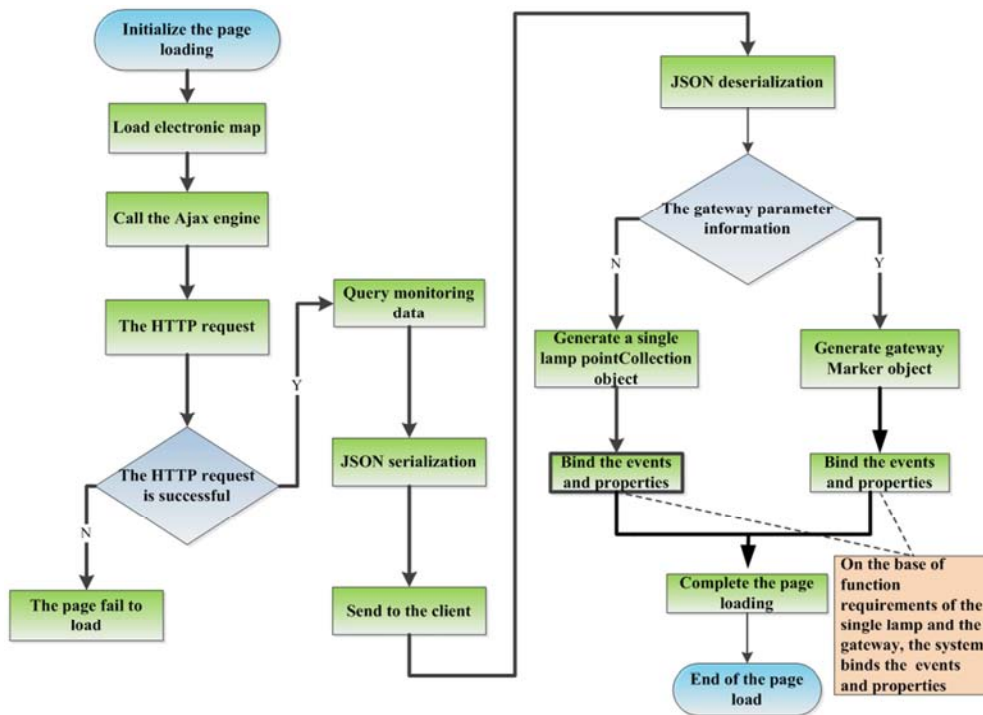 Initialize the page
loading
Load electronic map
Call the Ajax engine
The HTTP request
The HTTP request
is successful
N
Y
The page fail to
load
Query monitoring
data
JSON serialization
Send to the client
JSON deserialization
The gateway parameter
information
N
Y
Generate a single
lamp pointCollection
object
Generate gateway
Marker object
Bind the events
and properties
Bind the events
and properties
Complete the page
loading
End of the page
load
On the base of
function
requirements of the
single lamp and the
gateway, the system
binds the events
and properties